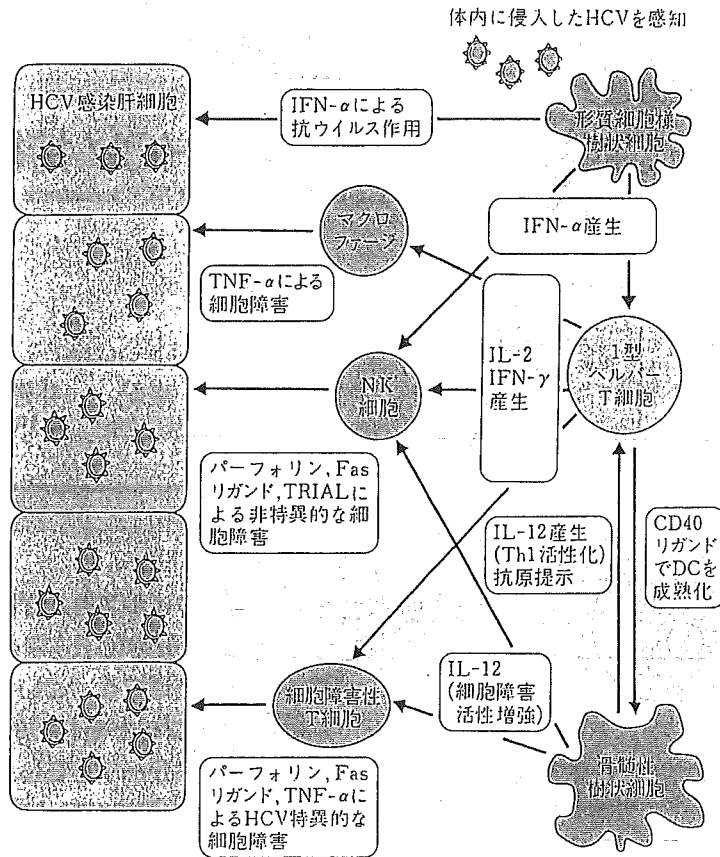 体内に侵入したHCVを感知
HCV感染肝細胞
IFN-αによる
抗ウイルス作用
形質細胞様
樹状細胞
マクロ
ファージ
IFN-α産生
TNF-αによる
細胞障害
IL-2
IFN-γ
産生
1型
ヘルパー
T細胞
NK
細胞
パーフォリン,Fas
リガンド,TRIALに
よる非特異的な細
胞障害
IL-12産生
(Th1活性化)
抗原提示
CD40
リガンド
でDCを
成熟化
IL-12
(細胞障害
活性増強)
細胞障害性
T細胞
骨髄性
樹状細胞
パーフォリン,Fas
リガンド,TNF-α
によるHCV特異的な
細胞障害